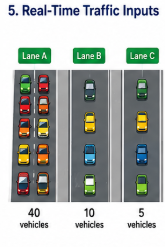 5. Real-Time Traffic Inputs
Lane A
Lane B
Lane C
40
vehicles
10
vehicles
5
vehicles